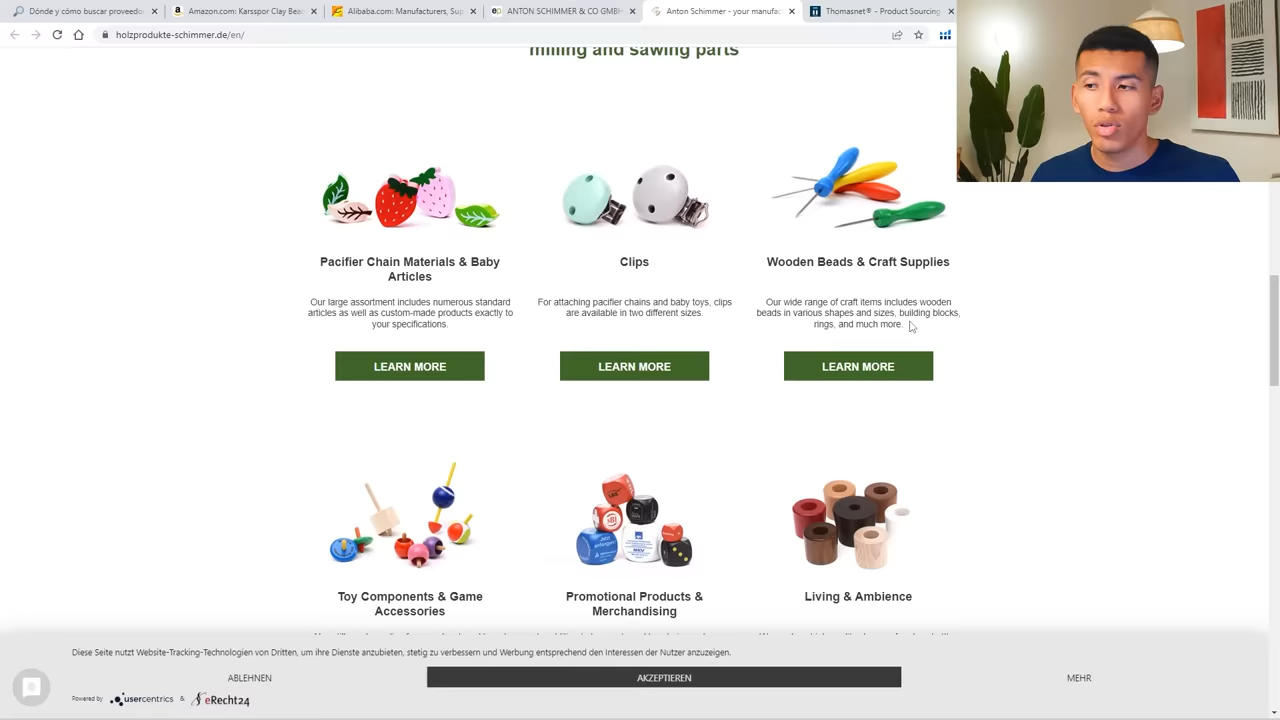 Dónde y cómo buscar proveedo
Amazon.com: Karsspor Clay Bea
Alibaba.com: Manufacturers, Sup
ep ANTON SCHIMMER & CO GMBH
Anton Schimmer - your manufac
Thomasnet® - Product Sourcing
holzprodukte-schimmer.de/en/
milling and sawing parts
Pacifier Chain Materials & Baby
Articles
Our large assortment includes numerous standard
articles as well as custom-made products exactly to
your specifications.
LEARN MORE
Clips
For attaching pacifier chains and baby toys, clips
are available in two different sizes.
LEARN MORE
Wooden Beads & Craft Supplies
Our wide range of craft items includes wooden
beads in various shapes and sizes, building blocks,
rings, and much more.
LEARN MORE
Toy Components & Game
Accessories
Promotional Products &
Merchandising
Living & Ambience
Diese Seite nutzt Website-Tracking-Technologien von Dritten, um ihre Dienste anzubieten, stetig zu verbessern und Werbung entsprechend den Interessen der Nutzer anzuzeigen.
ABLEHNEN
AKZEPTIEREN
MEHR
Powered by usercentrics & eRecht24